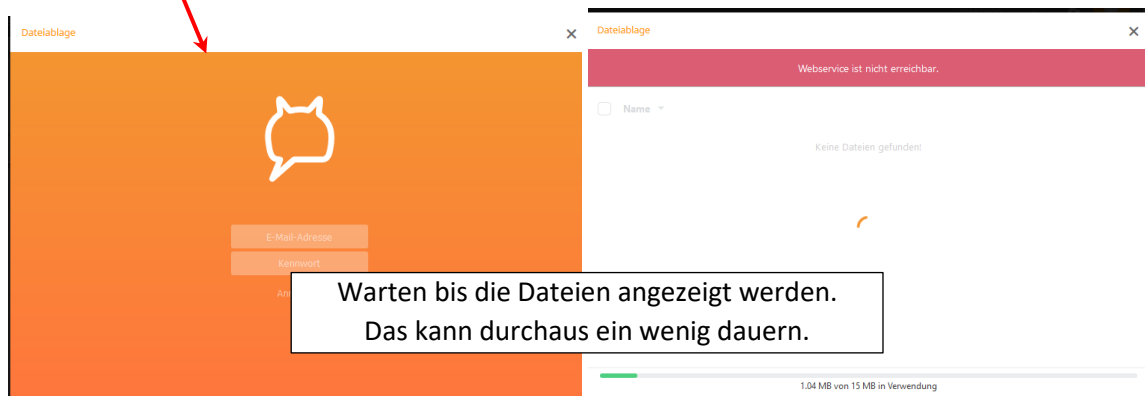 Dateiablage
E-Mail-Adresse
Kennwort
Dateiablage
Webservice ist nicht erreichbar.
Name
Keine Dateien gefunden!
Warten bis die Dateien angezeigt werden.
Das kann durchaus ein wenig dauern.
1.04 MB von 15 MB in Verwendung